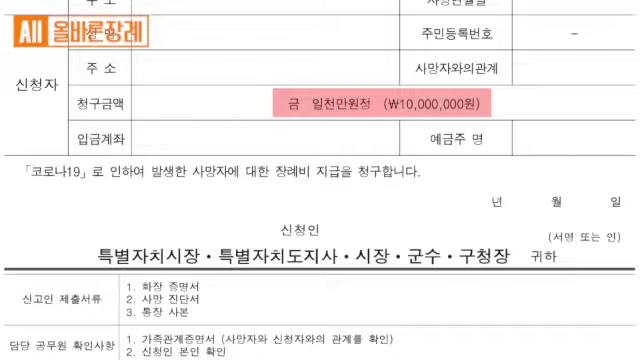 All 올바른장례
주 소
사망연월일
성 명
주민등록번호
–
신청자
주 소
사망자와의관계
청구금액
금 일천만원정 (₩10,000,000원)
입금계좌
예금주 명
「코로나19」로 인하여 발생한 사망자에 대한 장례비 지급을 청구합니다.
년 월 일
신청인
(서명 또는 인)
특별자치시장·특별자치도지사·시장·군수·구청장 귀하
신고인 제출서류
1. 화장 증명서
2. 사망 진단서
3. 통장 사본
담당 공무원 확인사항
1. 가족관계증명서 (사망자와 신청자와의 관계를 확인)
2. 신청인 본인 확인